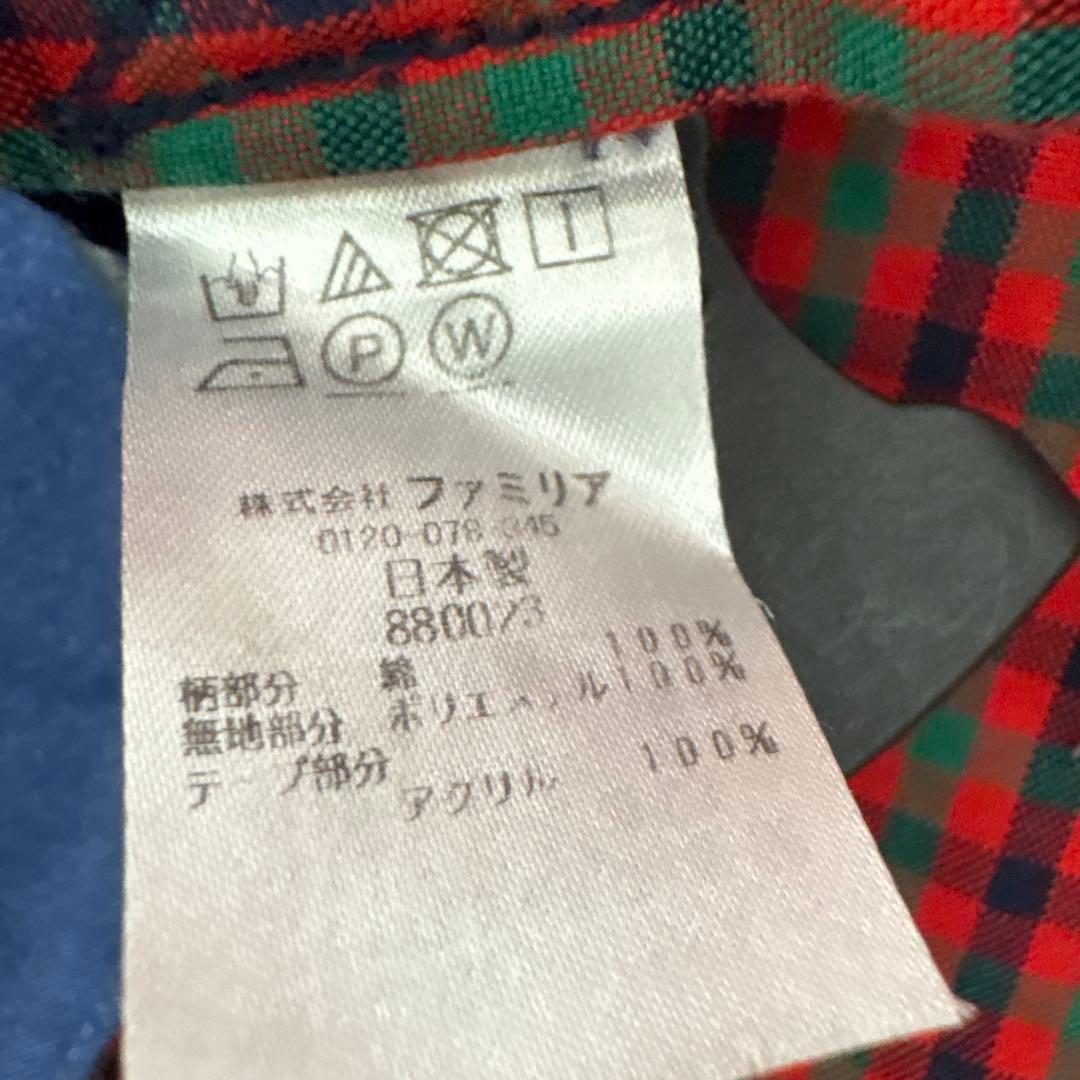 P W
株式会社 ファミリア
0120-078-345
日本製
8800/3
柄部分 綿 100%
無地部分 ポリエステル100%
テープ部分 アクリル 100%